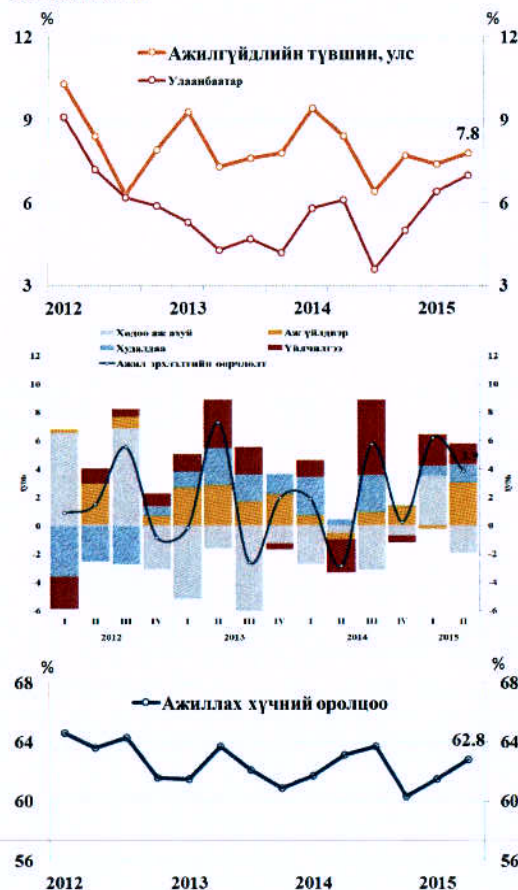 % %
12 12
Ажилгүйдлийн түвшин, улс
Улаанбаатар
9 9
7.8
6 6
3 3
2012 2013 2014 2015
Хөдөө аж ахуй Аж үйлдвэр
Худалдаа Үйлчилгээ
Ажил эрхлэлтийн өөрчлөлт
12 12
10 10
8 8
6 6
4 4
2 2
0 0
-2 -2
-4 -4
-6 -6
I II III IV I II III IV I II III IV I II
2012 2013 2014 2015
% %
68 68
Ажиллах хүчний оролцоо
64 64
62.8
60 60
56 56
2012 2013 2014 2015